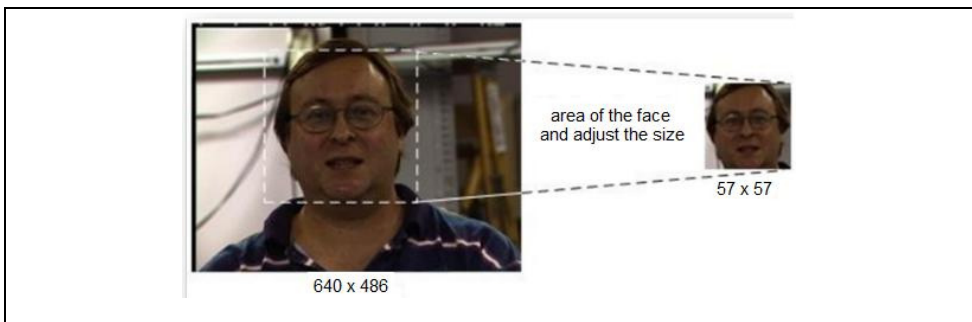 area of the face
and adjust the size
57 x 57
640 x 486